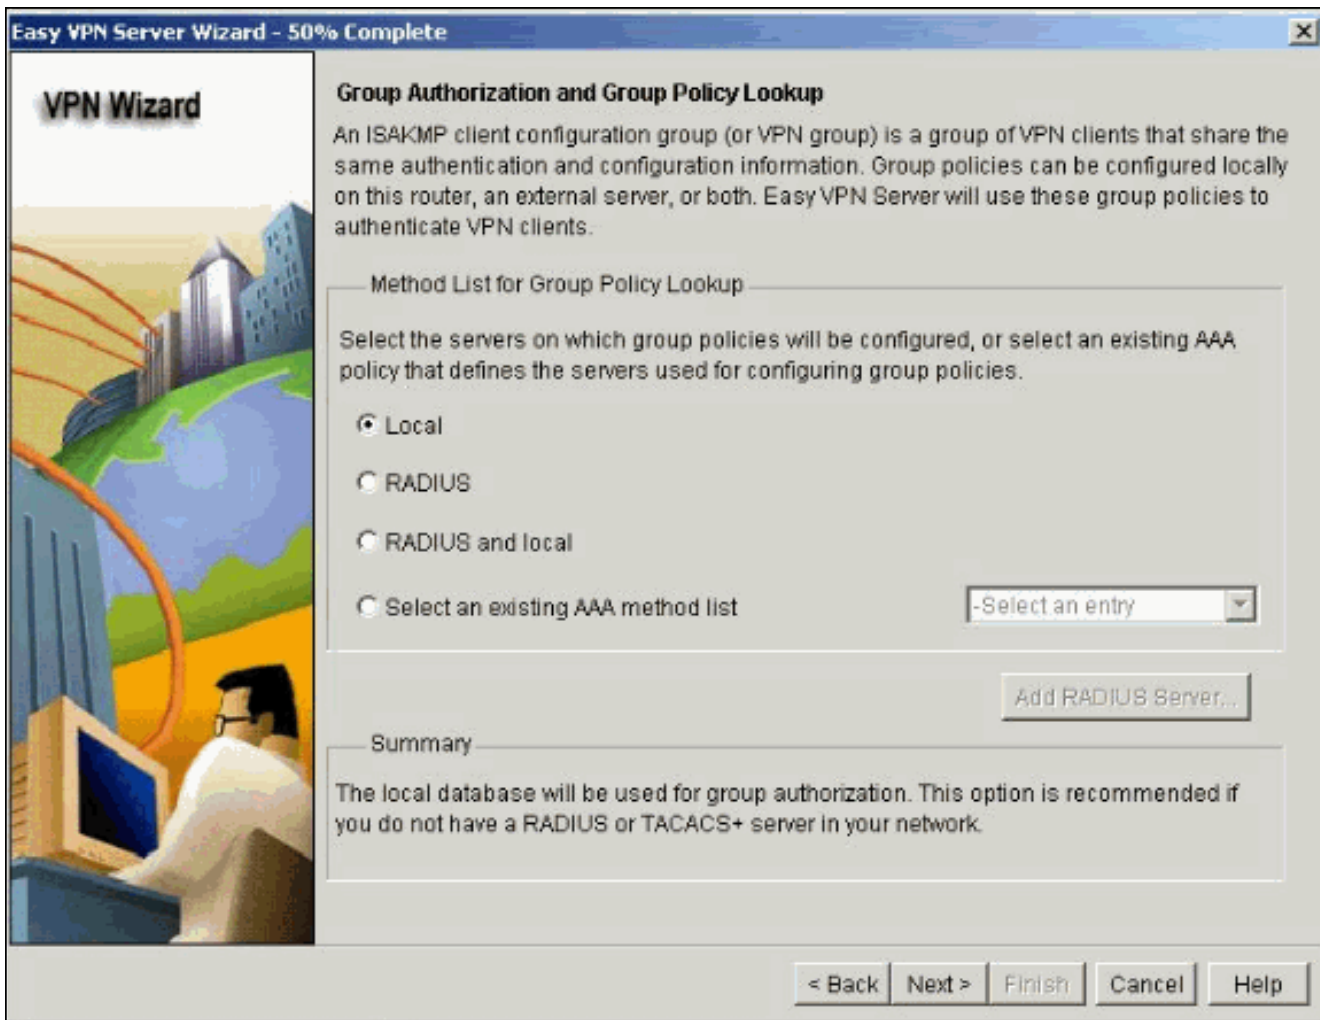 Easy VPN Server Wizard - 50% Complete
VPN Wizard
Group Authorization and Group Policy Lookup
An ISAKMP client configuration group (or VPN group) is a group of VPN clients that share the
same authentication and configuration information. Group policies can be configured locally
on this router, an external server, or both. Easy VPN Server will use these group policies to
authenticate VPN clients.
Method List for Group Policy Lookup
Select the servers on which group policies will be configured, or select an existing AAA
policy that defines the servers used for configuring group policies.
Local
RADIUS
RADIUS and local
Select an existing AAA method list
-Select an entry
Add RADIUS Server...
Summary
The local database will be used for group authorization. This option is recommended if
you do not have a RADIUS or TACACS+ server in your network.
< Back
Next >
Finish
Cancel
Help